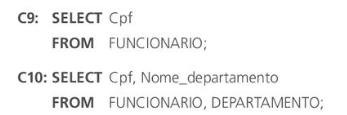 C9: SELECT Cpf
FROM FUNCIONARIO;
C10: SELECT Cpf, Nome_departamento
FROM FUNCIONARIO, DEPARTAMENTO;